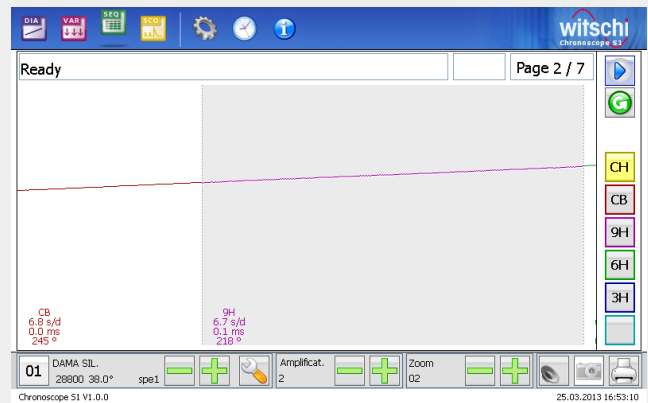 DIA VAR SEQ SCO
witschi
Chronoscope S1
Ready
Page 2 / 7
CH
CB
9H
6H
3H
CB
6.8 s/d
0.0 ms
245 °
9H
6.7 s/d
0.1 ms
218 °
01
DAMA SIL.
28800 38.0° spe1
Amplificat.
2
Zoom
02
Chronoscope S1 V1.0.0
25.03.2013 16:53:10